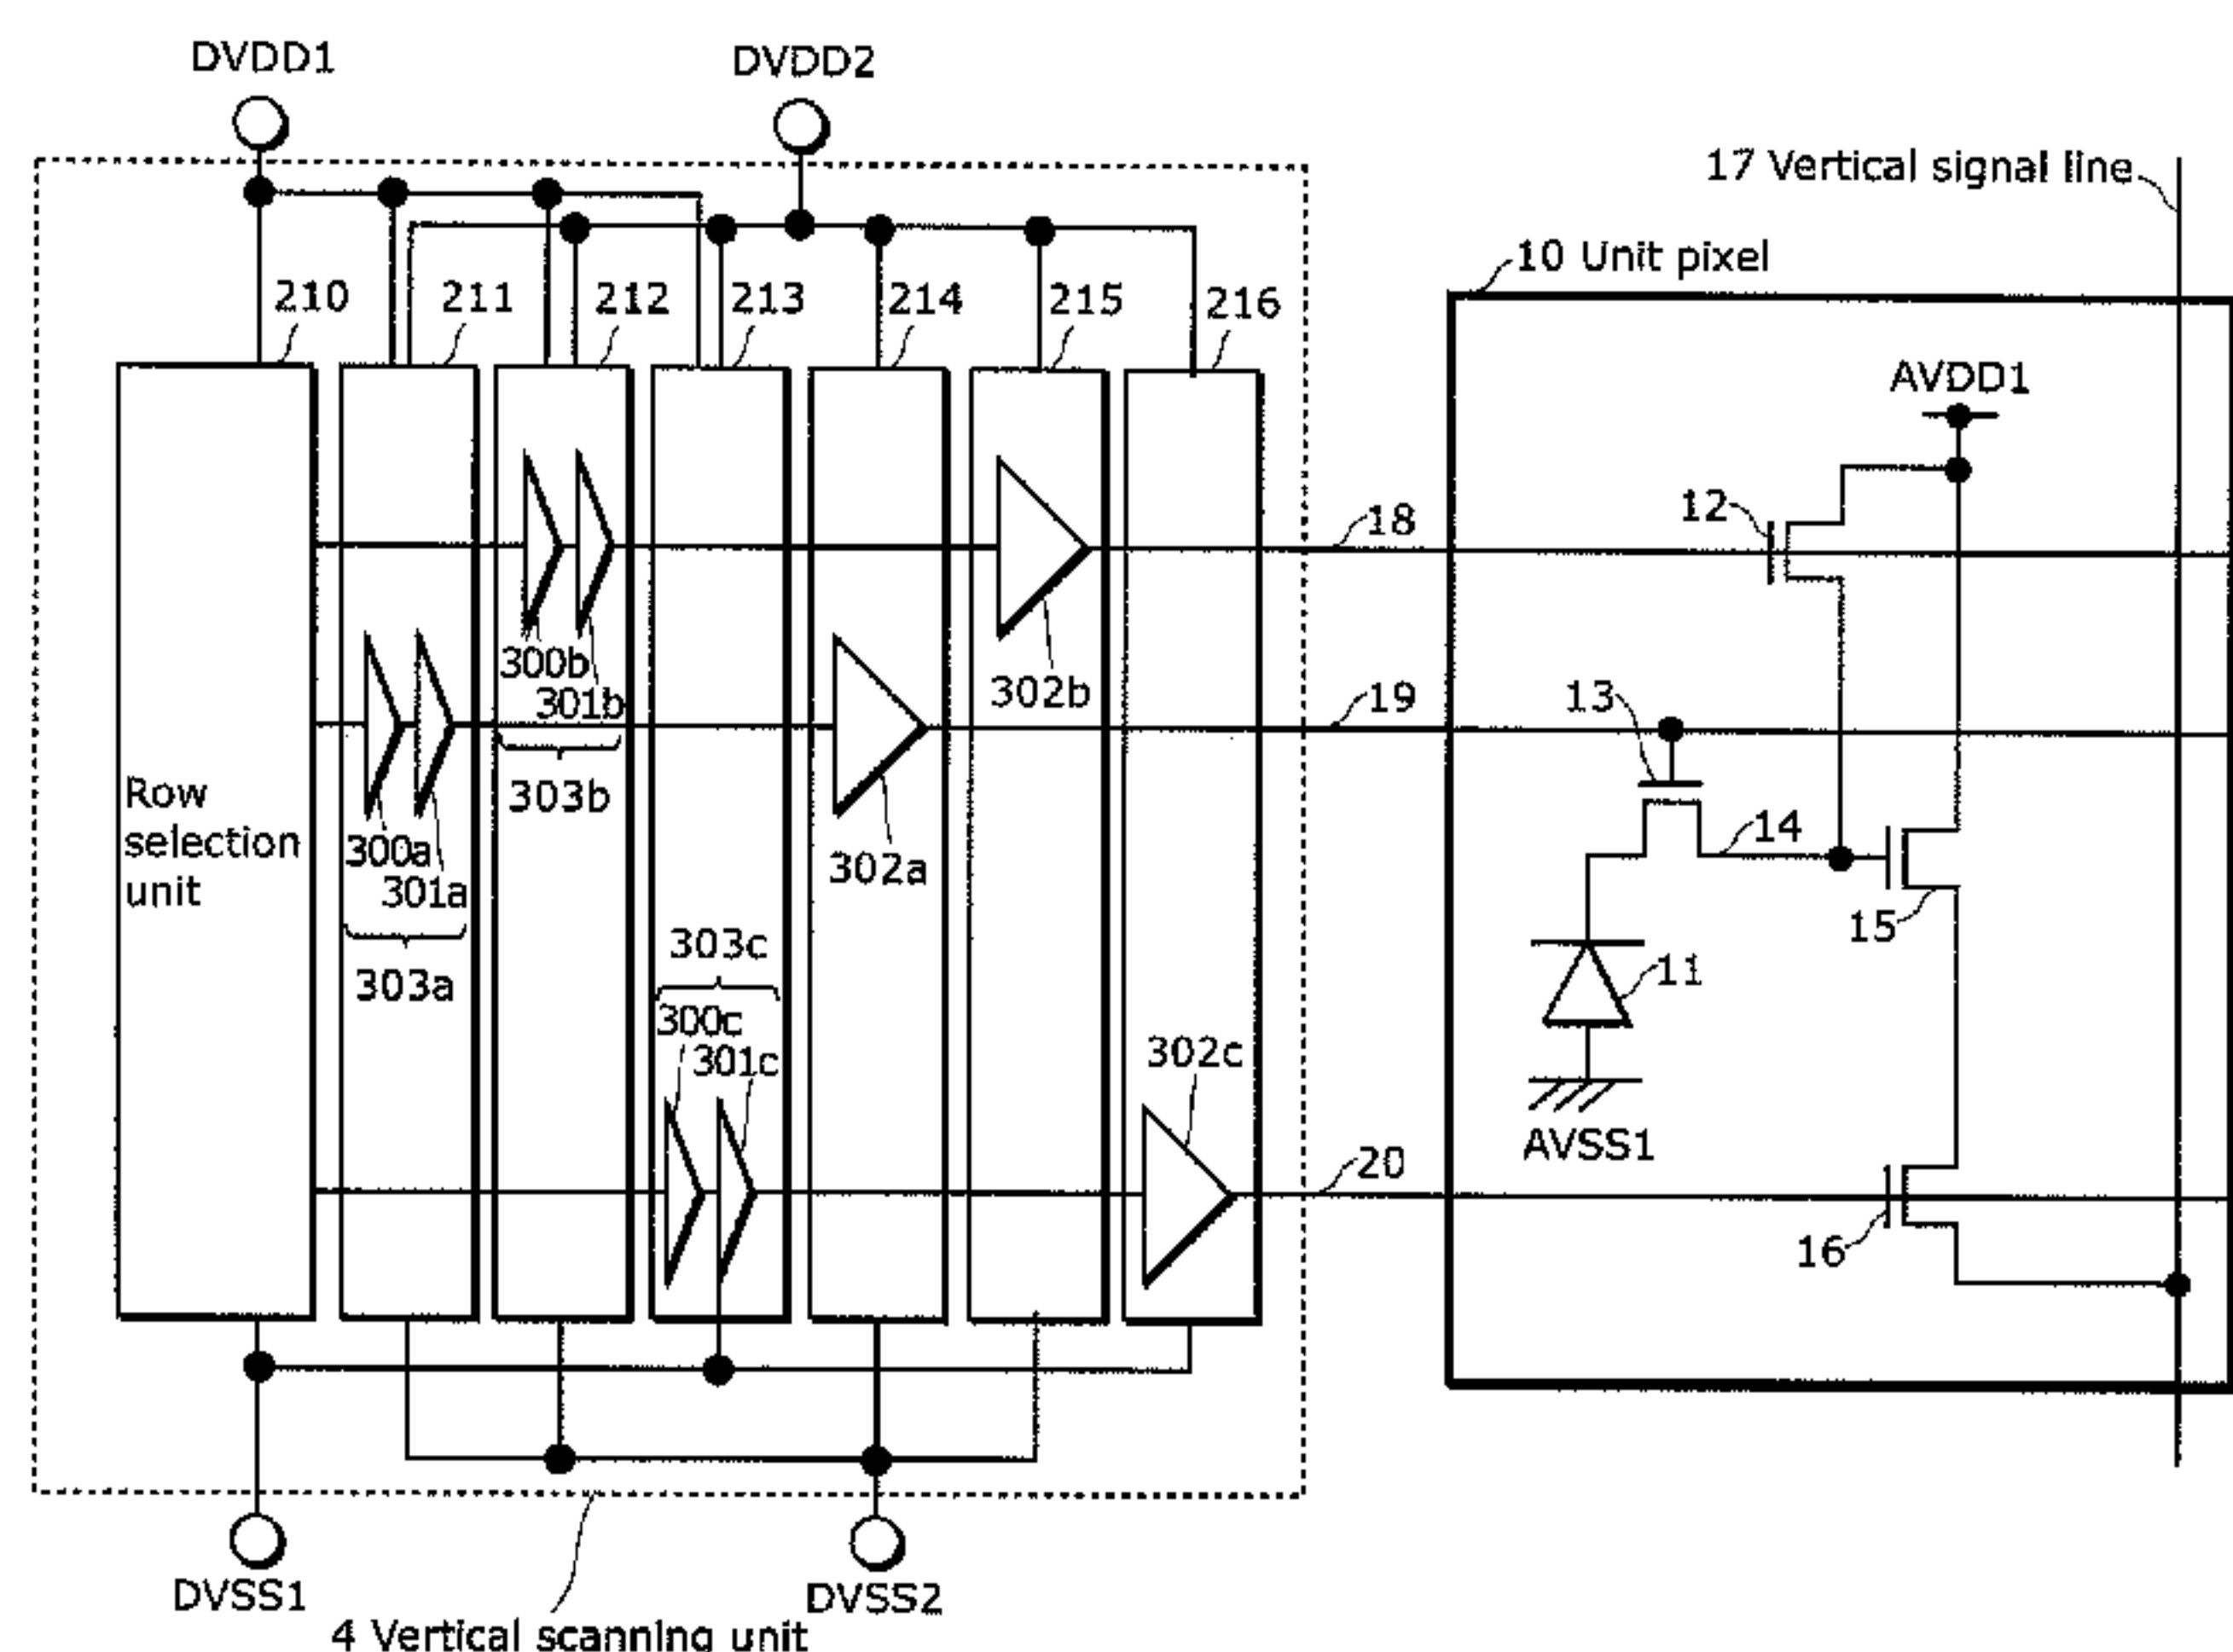 DVDD1
DVDD2
17 Vertical signal line
10 Unit pixel
210
211
212
213
214
215
216
AVDD1
12
18
300b
301b
302b
13
19
303b
Row
selection
unit
300a
301a
302a
14
15
303a
303c
300c
301c
302c
11
AVSS1
20
16
DVSS1
DVSS2
4 Vertical scanning unit